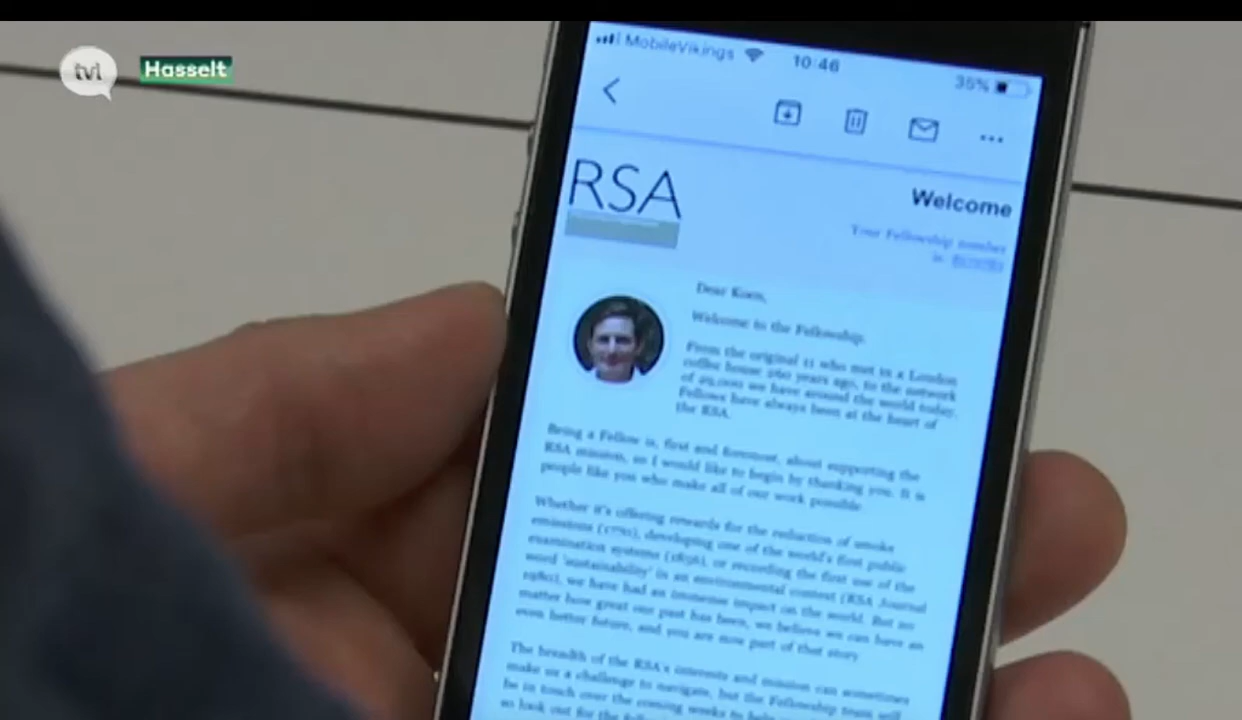 tvl
Hasselt
MobileVikings
10:46
35%
RSA
Welcome
Your Fellowship number
is
Dear Koen,
Welcome to the Fellowship.
From the original 11 who met in a London
coffee house 260 years ago, to the network
of 29,000 we have around the world today.
Fellows have always been at the heart of
the RSA.
Being a Fellow is, first and foremost, about supporting the
RSA mission, so I would like to begin by thanking you. It is
people like you who make all of our work possible.
Whether it's offering rewards for the reduction of smoke
emissions developing one of the world's first public
examination systems or recording the first use of the
word 'sustainability' in an environmental context (RSA Journal
1980), we have had an immense impact on the world. But no
matter how great our past has been, we believe we can have an
even better future, and you are now part of that story
The breadth of the RSA's interests and mission can sometimes
make us a challenge to navigate, but the Fellowship team will
be in touch over the coming weeks to help
so look out for the